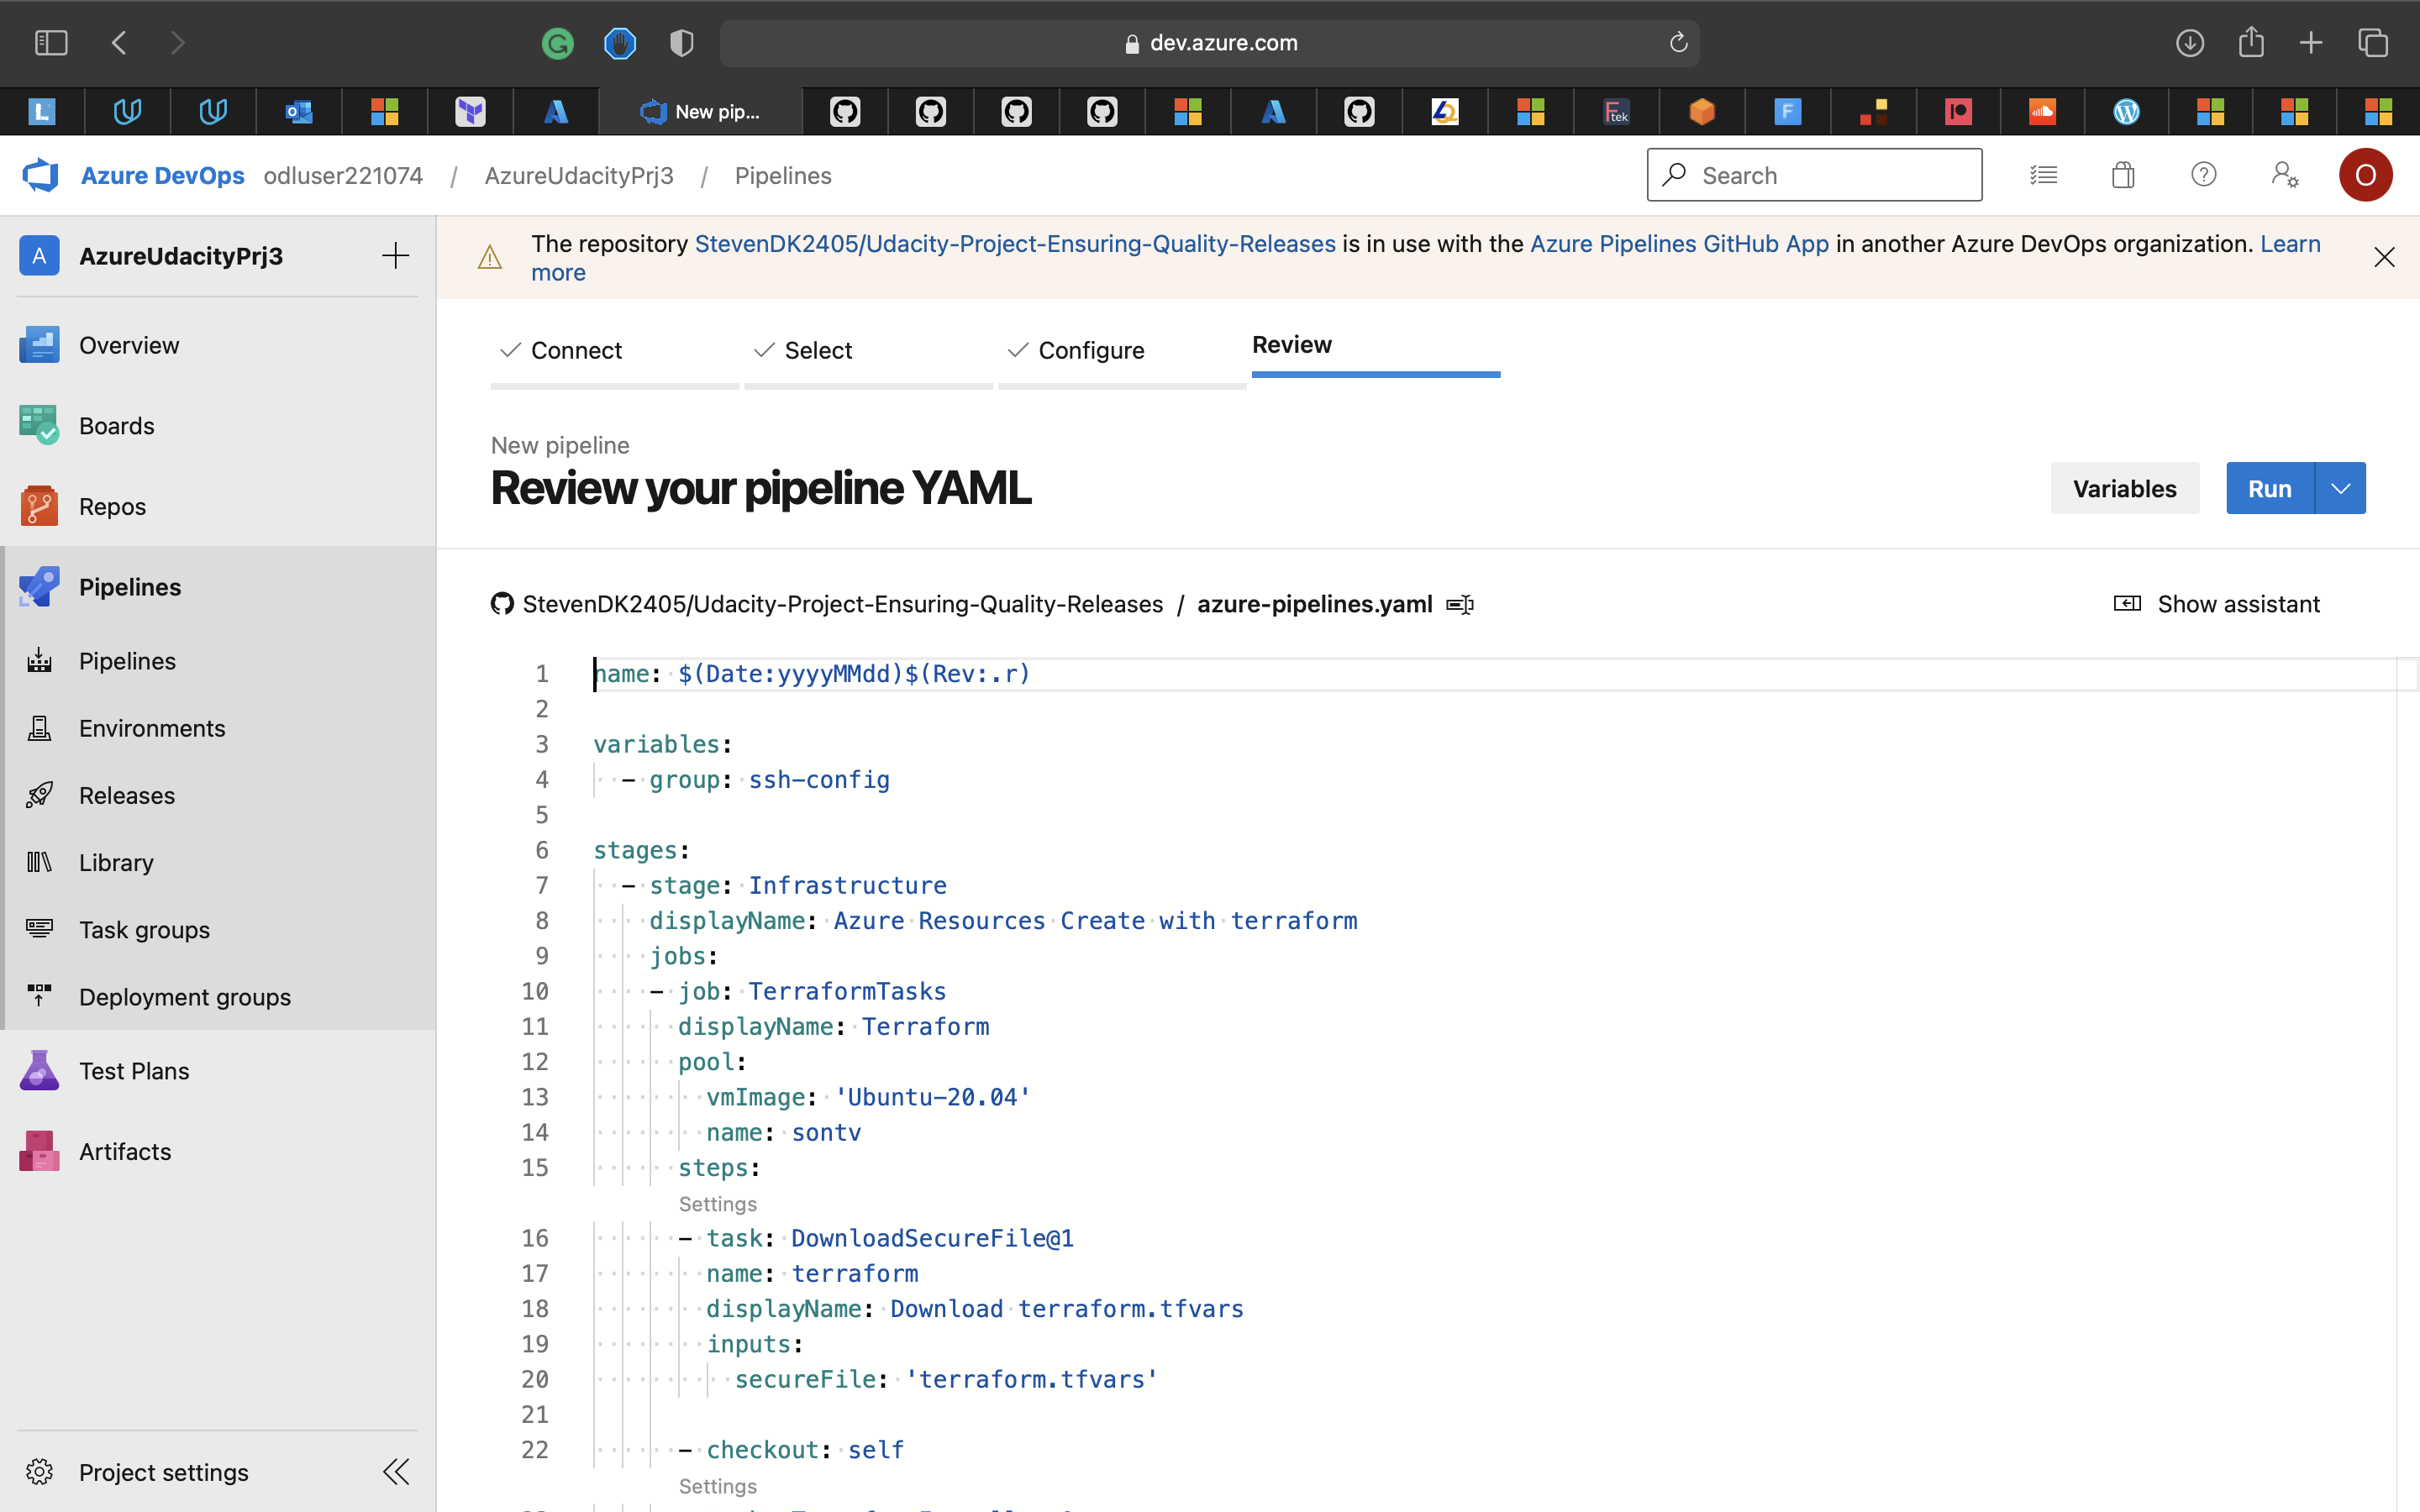 dev.azure.com
L
New pip...
F tek
F
Azure DevOps odluser221074 / AzureUdacityPrj3 / Pipelines
Search
O
A AzureUdacityPrj3
The repository StevenDK2405/Udacity-Project-Ensuring-Quality-Releases is in use with the Azure Pipelines GitHub App in another Azure DevOps organization. Learn
more
Overview
Boards
Repos
Pipelines
Pipelines
Environments
Releases
Library
Task groups
Deployment groups
Test Plans
Artifacts
Project settings
Connect
Select
Configure
Review
New pipeline
Review your pipeline YAML
Variables
Run
StevenDK2405/Udacity-Project-Ensuring-Quality-Releases / azure-pipelines.yaml
Show assistant
1 name: $(Date:yyyyMMdd)$(Rev:.r)
2
3 variables:
4 - group: ssh-config
5
6 stages:
7 - stage: Infrastructure
8 displayName: Azure Resources Create with terraform
9 jobs:
10 - job: TerraformTasks
11 displayName: Terraform
12 pool:
13 vmImage: 'Ubuntu-20.04'
14 name: sontv
15 steps:
Settings
16 - task: DownloadSecureFile@1
17 name: terraform
18 displayName: Download terraform.tfvars
19 inputs:
20 secureFile: 'terraform.tfvars'
21
22 - checkout: self
Settings